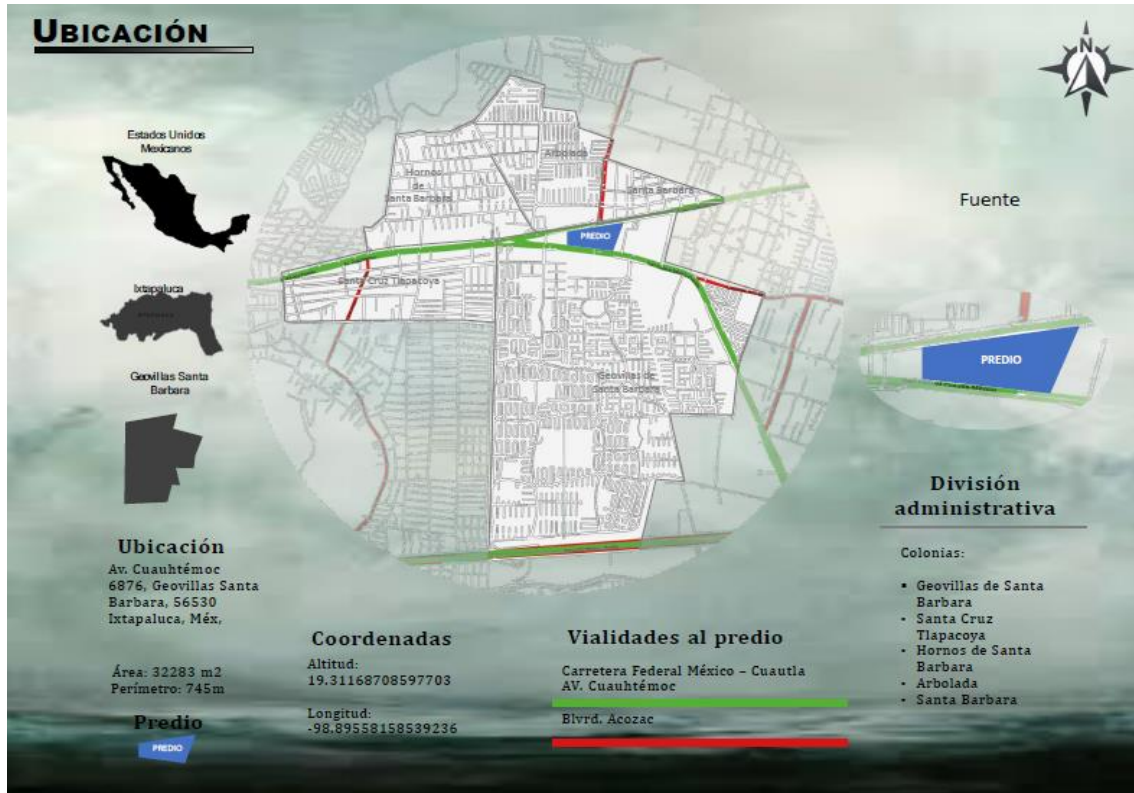 UBICACIÓN
N
Estados Unidos
Mexicanos
Ixtapaluca
Geovillas Santa
Barbara
Hornos
de
Santa Barbara
Arbolada
Santa Barbara
PREDIO
Santa Cruz Tlapacoya
Geovillas de
Santa Barbara
Fuente
PREDIO
Ubicación
Av. Cuauhtémoc
6876, Geovillas Santa
Barbara, 56530
Ixtapaluca, Méx,
Área: 32283 m2
Perímetro: 745m
Predio
PREDIO
Coordenadas
Altitud:
19.31168708597703
Longitud:
-98.89558158539236
Vialidades al predio
Carretera Federal México – Cuautla
AV. Cuauhtémoc
Blvrd. Acozac
División
administrativa
Colonias:
▪ Geovillas de Santa
Barbara
• Santa Cruz
Tlapacoya
• Hornos de Santa
Barbara
• Arbolada
• Santa Barbara